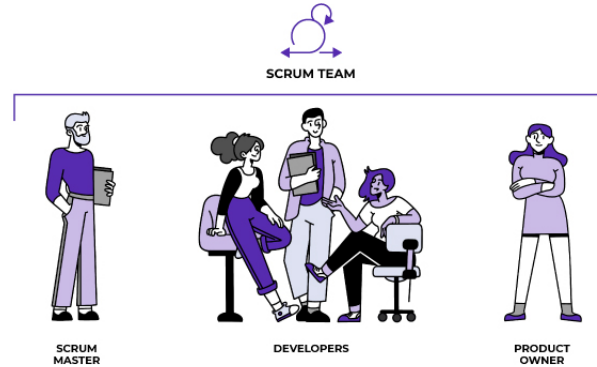 SCRUM TEAM
SCRUM
MASTER
DEVELOPERS
PRODUCT
OWNER